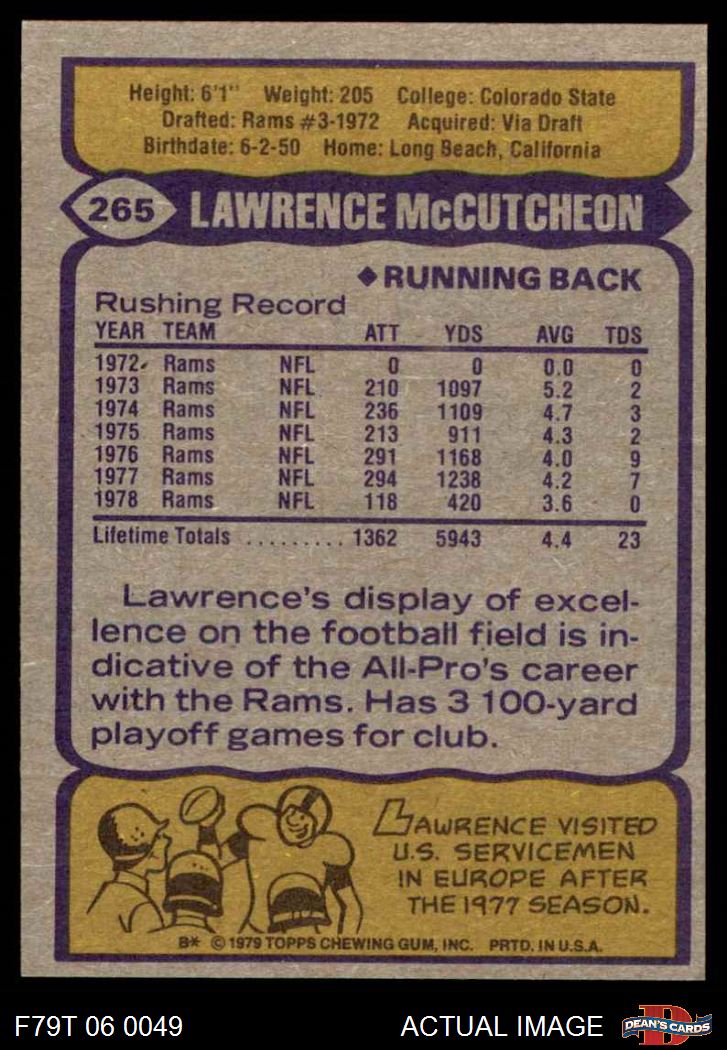 Height: 6'1" Weight: 205 College: Colorado State
Drafted: Rams #3-1972 Acquired: Via Draft
Birthdate: 6-2-50 Home: Long Beach, California
265 LAWRENCE McCUTCHEON
◆RUNNING BACK
Rushing Record
YEAR TEAM ATT YDS AVG TDS
1972 Rams NFL 0 0 0.0 0
1973 Rams NFL 210 1097 5.2 2
1974 Rams NFL 236 1109 4.7 3
1975 Rams NFL 213 911 4.3 2
1976 Rams NFL 291 1168 4.0 9
1977 Rams NFL 294 1238 4.2 7
1978 Rams NFL 118 420 3.6 0
Lifetime Totals ......... 1362 5943 4.4 23
Lawrence's display of excel-
lence on the football field is in-
dicative of the All-Pro's career
with the Rams. Has 3 100-yard
playoff games for club.
LAWRENCE VISITED
U.S. SERVICEMEN
IN EUROPE AFTER
THE 1977 SEASON.
B* © 1979 TOPPS CHEWING GUM, INC. PRTD. IN U.S.A.
F79T 06 0049 ACTUAL IMAGE D DEAN'S CARDS